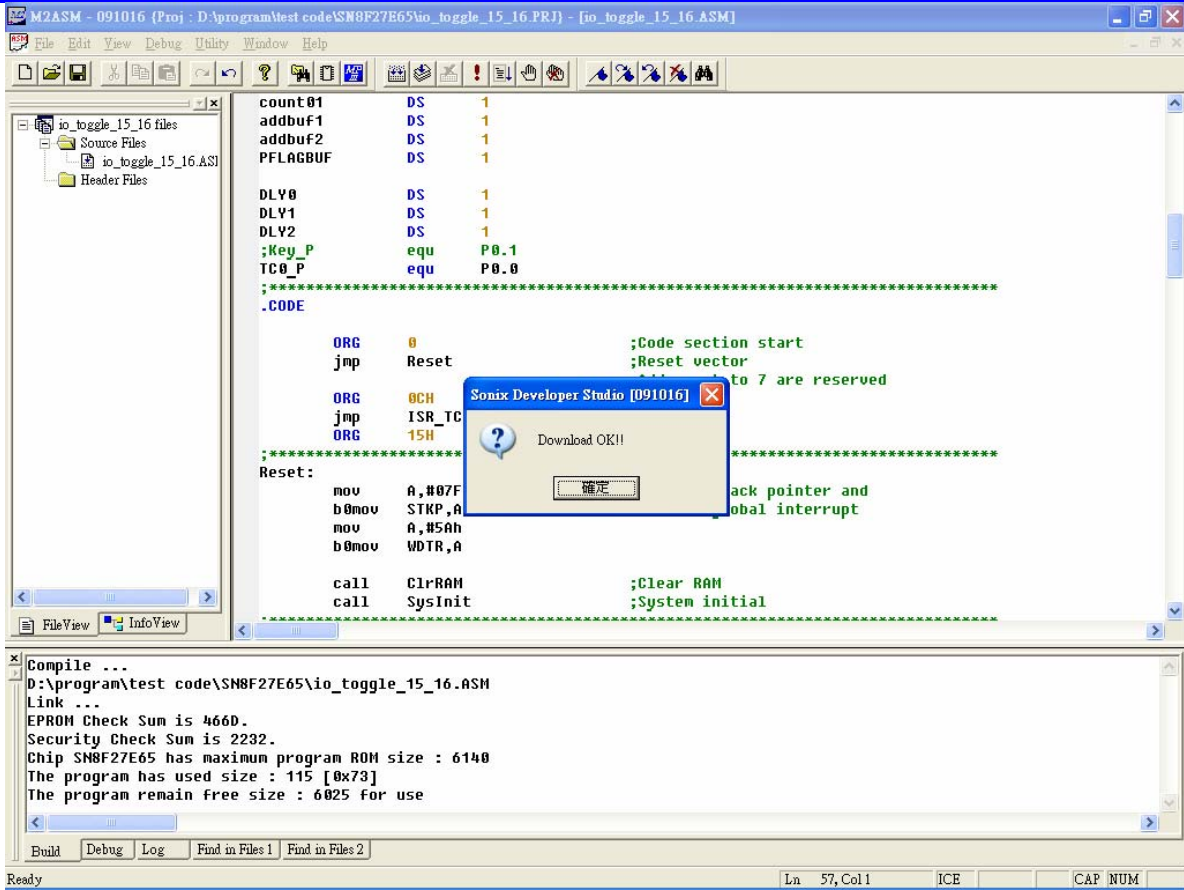 M2ASM - 091016 {Proj : D:\program\test code\SN8F27E65\io_toggle_15_16.PRJ} - [io_toggle_15_16.ASM]
File Edit View Debug Utility Window Help
io_toggle_15_16 files
Source Files
io_toggle_15_16.ASI
Header Files
FileView InfoView
count01 DS 1
addbuf1 DS 1
addbuf2 DS 1
PFLAGBUF DS 1
DLY0 DS 1
DLY1 DS 1
DLY2 DS 1
;Key_P equ P0.1
TC0_P equ P0.0
;*******************************************************************************
.CODE
ORG 0 ;Code section start
jmp Reset ;Reset vector
to 7 are reserved
ORG 0CH
jmp ISR_TC
ORG 15H
;*******************************************************************************
Reset:
mov A,#07F ack pointer and
b0mov STKP,A obal interrupt
mov A,#5Ah
b0mov WDTR,A
call ClrRAM ;Clear RAM
call SysInit ;System initial
Sonix Developer Studio [091016]
Download OK!!
確定
Compile ...
D:\program\test code\SN8F27E65\io_toggle_15_16.ASM
Link ...
EPROM Check Sum is 466D.
Security Check Sum is 2232.
Chip SN8F27E65 has maximum program ROM size : 6140
The program has used size : 115 [0x73]
The program remain free size : 6025 for use
Build Debug Log Find in Files 1 Find in Files 2
Ready Ln 57, Col 1 ICE CAP NUM